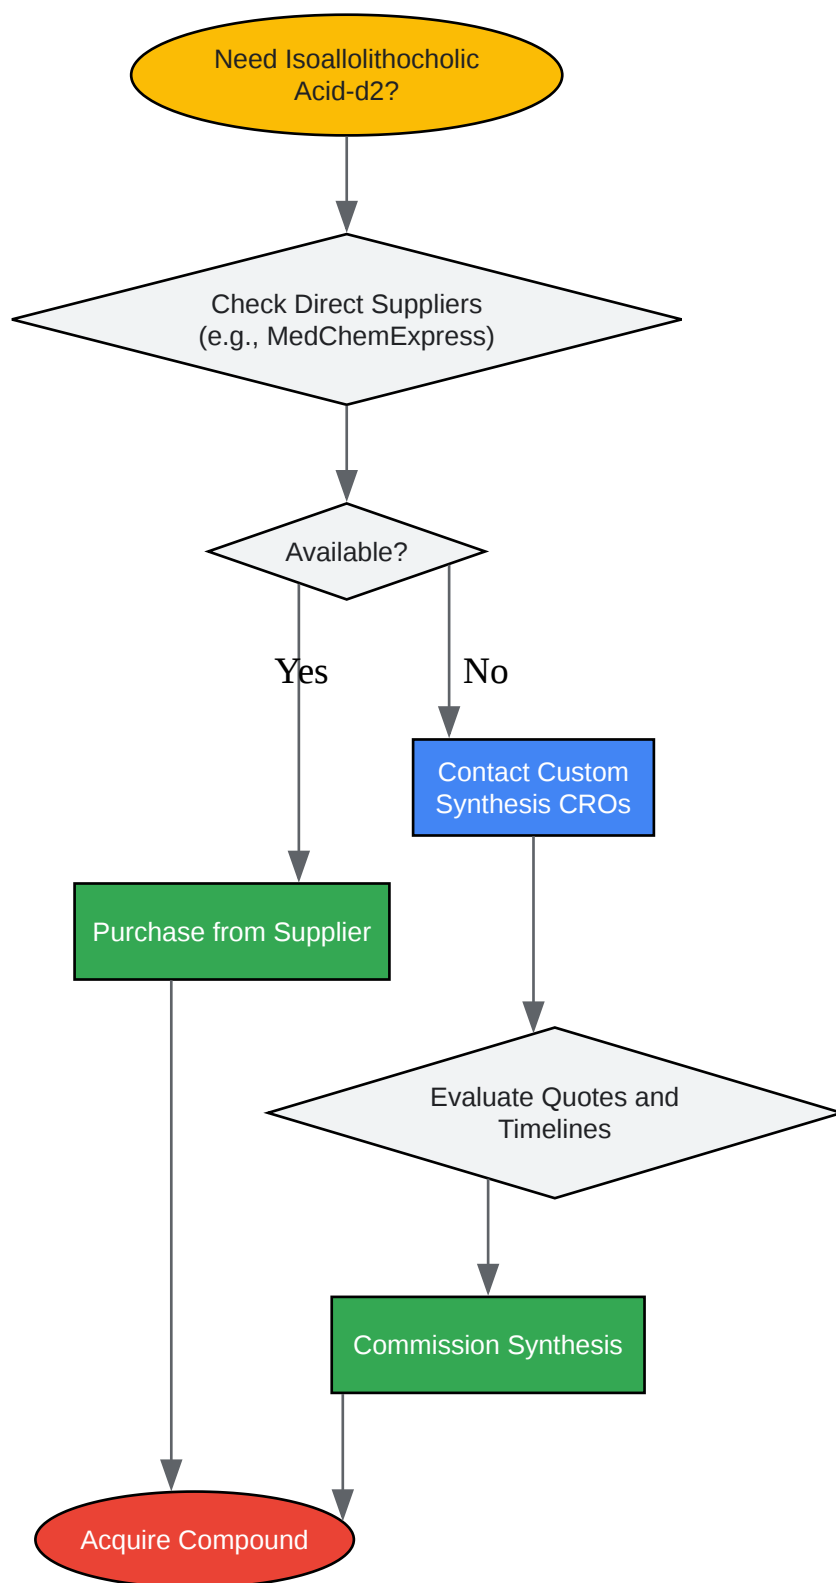 Need Isoallolithocholic
Acid-d2?
Check Direct Suppliers
(e.g., MedChemExpress)
Available?
Yes
No
Contact Custom
Synthesis CROs
Purchase from Supplier
Evaluate Quotes and
Timelines
Commission Synthesis
Acquire Compound